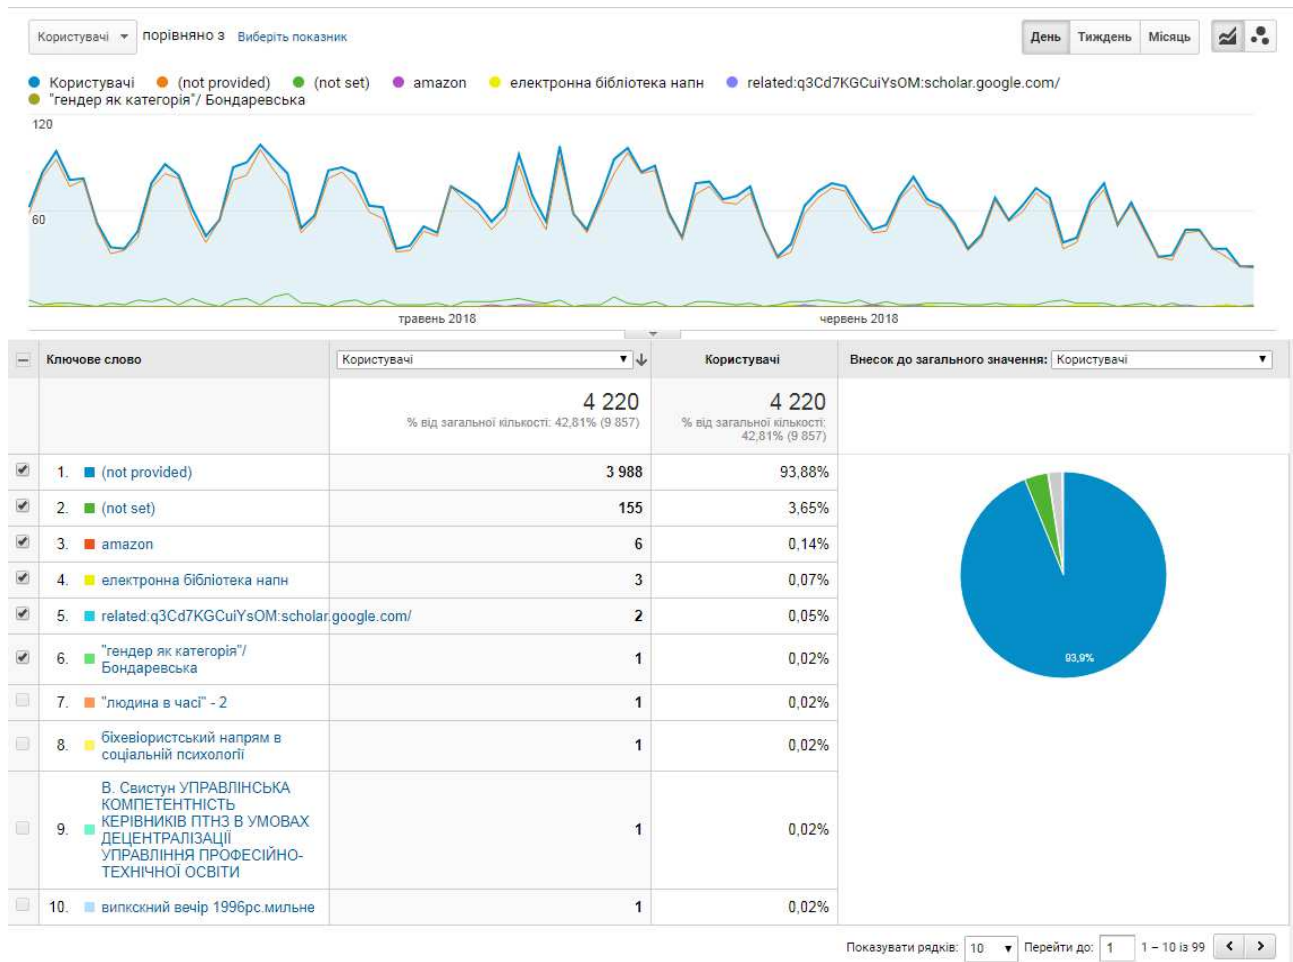 Користувачі порівняно з Виберіть показник День Тиждень Місяць
Користувачі (not provided) (not set) amazon електронна бібліотека напн related:q3Cd7KGCuiYsOM:scholar.google.com/
"гендер як категорія"/ Бондаревська
120
60
травень 2018 червень 2018
Ключове слово Користувачі Користувачі Внесок до загального значення: Користувачі
4 220 4 220
% від загальної кількості: 42,81% (9 857) % від загальної кількості:
42,81% (9 857)
1. (not provided) 3 988 93,88%
2. (not set) 155 3,65%
3. amazon 6 0,14%
4. електронна бібліотека напн 3 0,07%
5. related:q3Cd7KGCuiYsOM:scholar.google.com/ 2 0,05%
6. "гендер як категорія"/
Бондаревська 1 0,02%
93,9%
7. "людина в часі" - 2 1 0,02%
8. біхевіористський напрям в
соціальній психології 1 0,02%
9. В. Свистун УПРАВЛІНСЬКА
КОМПЕТЕНТНІСТЬ
КЕРІВНИКІВ ПТНЗ В УМОВАХ
ДЕЦЕНТРАЛІЗАЦІЇ
УПРАВЛІННЯ ПРОФЕСІЙНО-
ТЕХНІЧНОЇ ОСВІТИ 1 0,02%
10. випкскний вечір 1996рс.мильне 1 0,02%
Показувати рядків: 10 Перейти до: 1 1 – 10 із 99